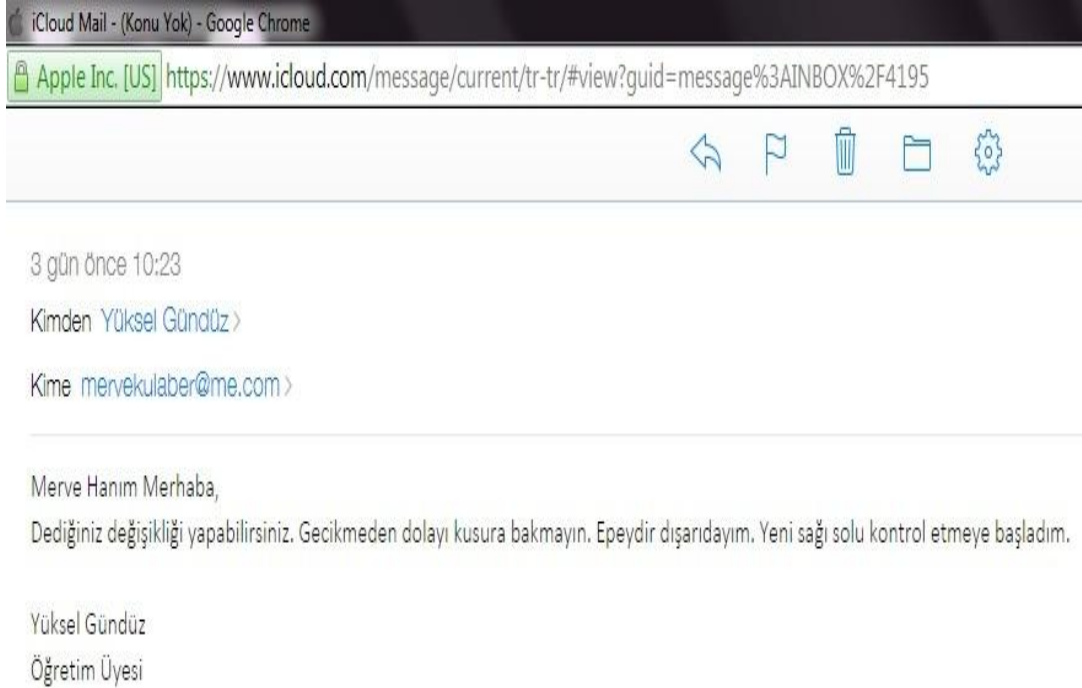 iCloud Mail - (Konu Yok) - Google Chrome
Apple Inc. [US] https://www.icloud.com/message/current/tr-tr/#view?guid=message%3AINBOX%2F4195
3 gün önce 10:23
Kimden Yüksel Gündüz >
Kime mervekulaber@me.com >
Merve Hanım Merhaba,
Dediğiniz değişikliği yapabilirsiniz. Gecikmeden dolayı kusura bakmayın. Epeydir dışarıdayım. Yeni sağı solu kontrol etmeye başladım.
Yüksel Gündüz
Öğretim Üyesi